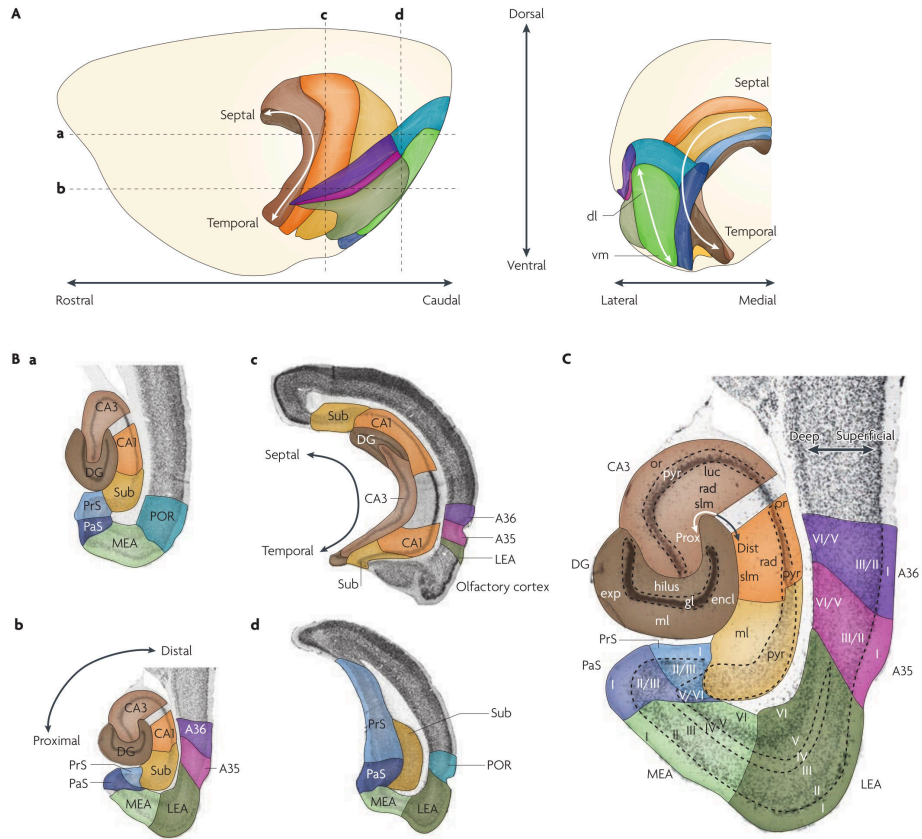 A
c
d
Dorsal
Septal
Septal
a
b
dl
Temporal
Temporal
vm
Ventral
Rostral
Caudal
Lateral
Medial
B a
CA3
CA1
DG
Sub
PrS
PaS
POR
MEA
c
Sub
CA1
DG
Septal
CA3
A36
A35
Temporal
CA1
LEA
Sub
Olfactory cortex
b
Distal
CA3
A36
Proximal
CA1
DG
PrS
A35
Sub
PaS
MEA
LEA
d
PrS
Sub
PaS
POR
MEA
LEA
C
Deep
Superficial
CA3
or
pyr
luc
rad
slm
or
Prox
Dist
VI/V
rad
III/II
I
A36
DG
slm
pyr
hilus
exp
gl
encl
VI/V
ml
III/II
PrS
I
ml
I
PaS
II/III
pyr
A35
I
II/III
V/VI
VI
VI
V
IV
III
II
I
V
IV
III
MEA
II
LEA
I